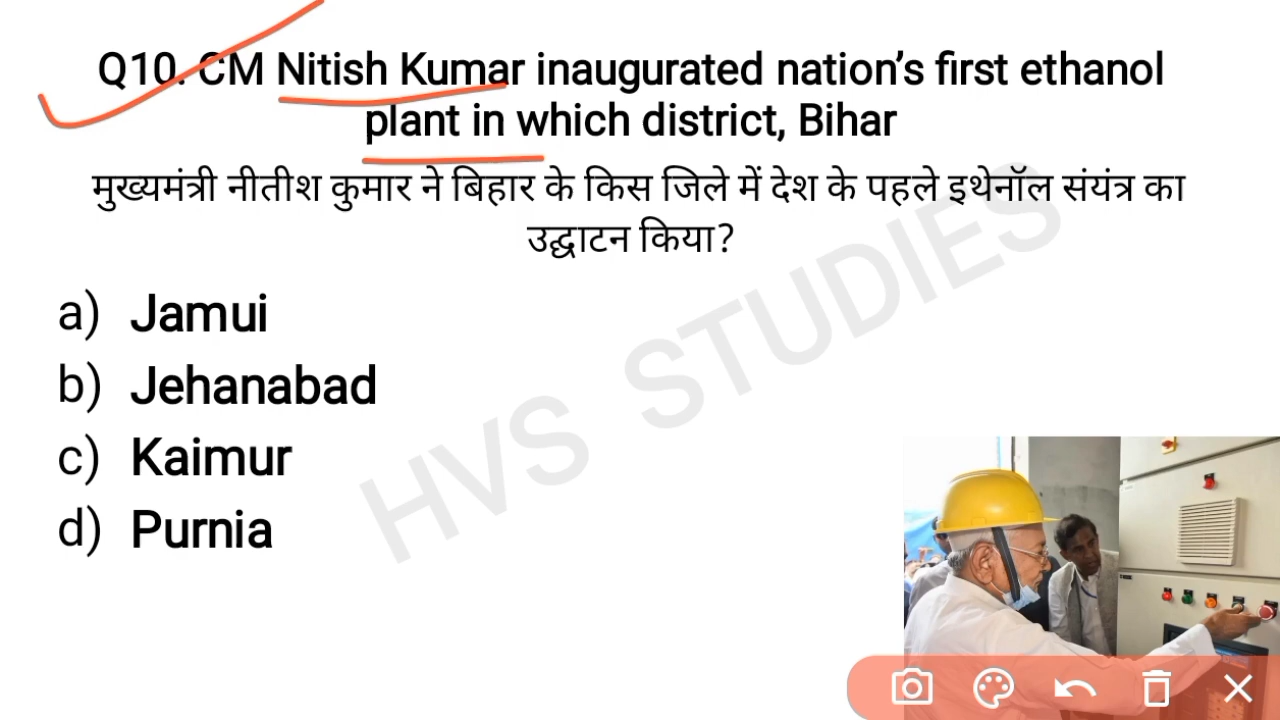 Q10. CM Nitish Kumar inaugurated nation’s first ethanol
plant in which district, Bihar
मुख्यमंत्री नीतीश कुमार ने बिहार के किस जिले में देश के पहले इथेनॉल संयंत्र का
उद्घाटन किया?
a) Jamui
b) Jehanabad
c) Kaimur
d) Purnia
HVS STUDIES